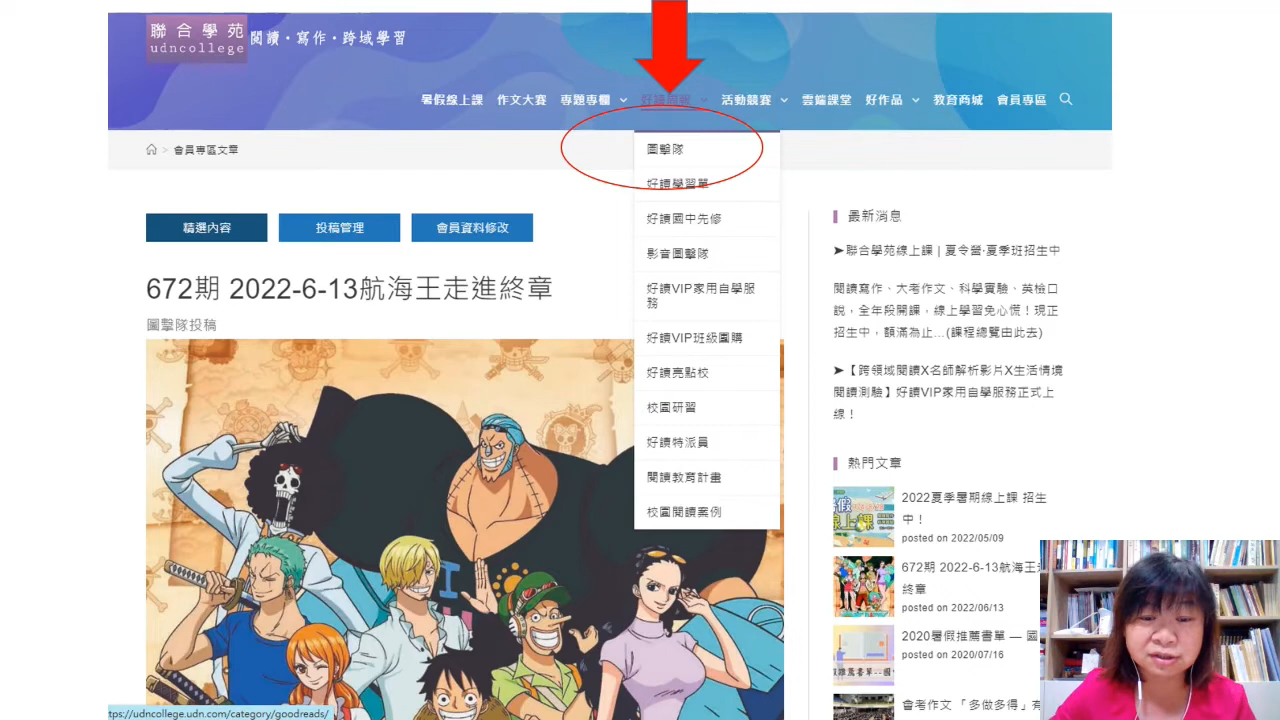 聯合學苑
udncollege
閱讀・寫作・跨域學習
暑假線上課 作文大賽 專題專欄 活動競賽 雲端課堂 好作品 教育商城 會員專區
> 會員專區文章
圖擊隊
好讀學習單
好讀國中先修
影音圖擊隊
好讀VIP家用自學服
務
好讀VIP班級團購
好讀亮點校
校園研習
好讀特派員
閱讀教育計畫
校園閱讀案例
精選內容 投稿管理 會員資料修改
672期 2022-6-13航海王走進終章
圖擊隊投稿
最新消息
➤聯合學苑線上課 | 夏令營·夏季班招生中
閱讀寫作、大考作文、科學實驗、英檢口
說，全年段開課，線上學習免心慌！現正
招生中，額滿為止...(課程總覽由此去)
➤【跨領域閱讀X名師解析影片X生活情境
閱讀測驗】好讀VIP家用自學服務正式上
線！
熱門文章
2022夏季暑期線上課 招生
中！
posted on 2022/05/09
672期 2022-6-13航海王
終章
posted on 2022/06/13
2020暑假推薦書單 — 國
posted on 2020/07/16
會考作文「多做多得」
tps://udncollege.udn.com/category/goodreads/